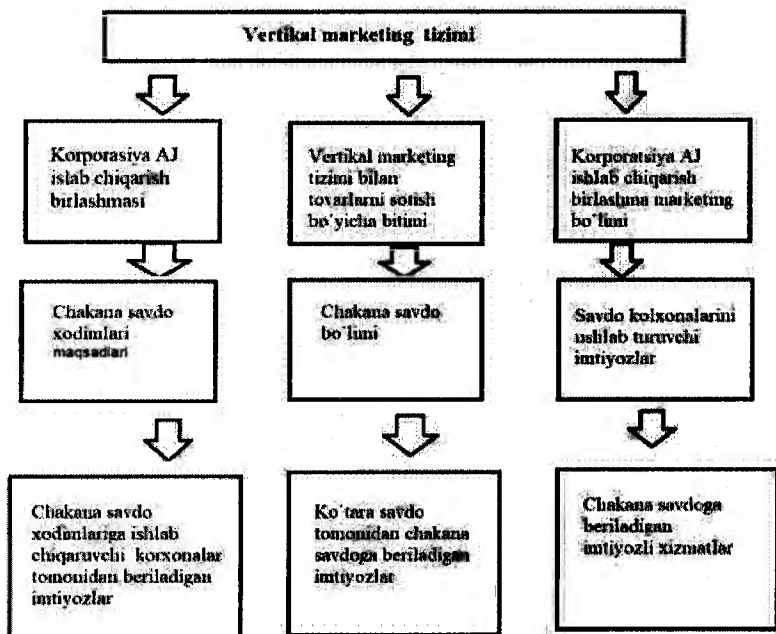 Vertikal marketing tizimi
Korporasiya AJ
islab chiqarish
birlashmasi
Vertikal marketing
tizimi bilan
tovarlarni sotish
bo`yicha bitimi
Korporatsiya AJ
ishlab chiqarish
birlashma marketing
bo`limi
Chakana savdo
xodimlari
maqsadlari
Chakana savdo
bo`limi
Savdo kolxonalarini
ushlab turuvchi
imtiyozlar
Chakana savdo
xodimlariga ishlab
chiqaruvchi korxonalar
tomonidan beriladigan
imtiyozlar
Ko`tara savdo
tomonidan chakana
savdoga beriladigan
imtiyozlar
Chakana savdoga
beriladigan
imtiyozli xizmatlar